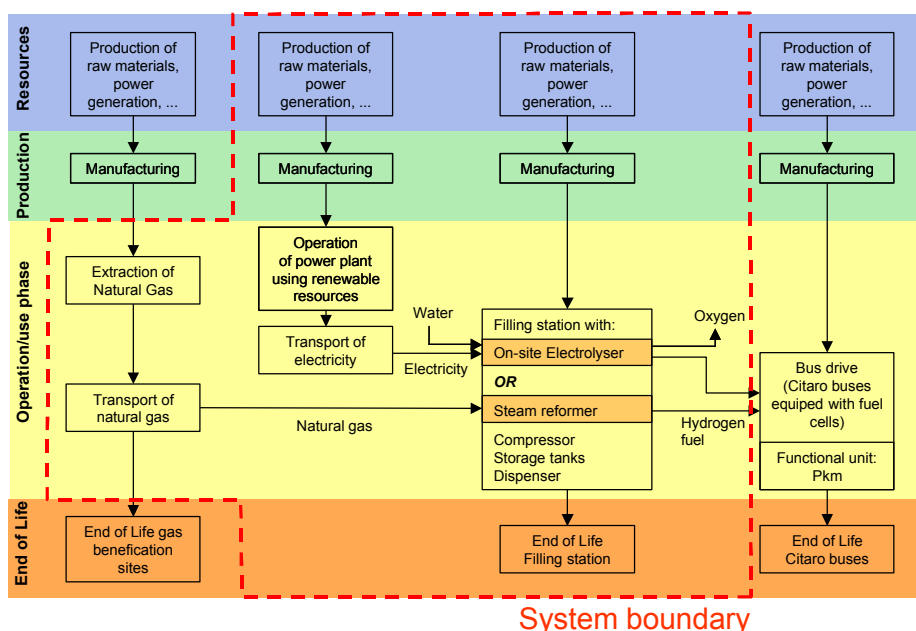 Resources
Production of
raw materials,
power
generation, ...
Production of
raw materials,
power
generation, ...
Production of
raw materials,
power
generation, ...
Production of
raw materials,
power
generation, ...
Production
Manufacturing
Manufacturing
Manufacturing
Manufacturing
Operation/use phase
Extraction of
Natural Gas
Transport of
natural gas
Operation
of power plant
using renewable
resources
Transport of
electricity
Water
Electricity
Natural gas
Filling station with:
On-site Electrolyser
OR
Steam reformer
Compressor
Storage tanks
Dispenser
Oxygen
Hydrogen
fuel
Bus drive
(Citaro buses
equiped with fuel
cells)
Functional unit:
Pkm
End of Life
End of Life gas
benefication
sites
End of Life
Filling station
End of Life
Citaro buses
System boundary